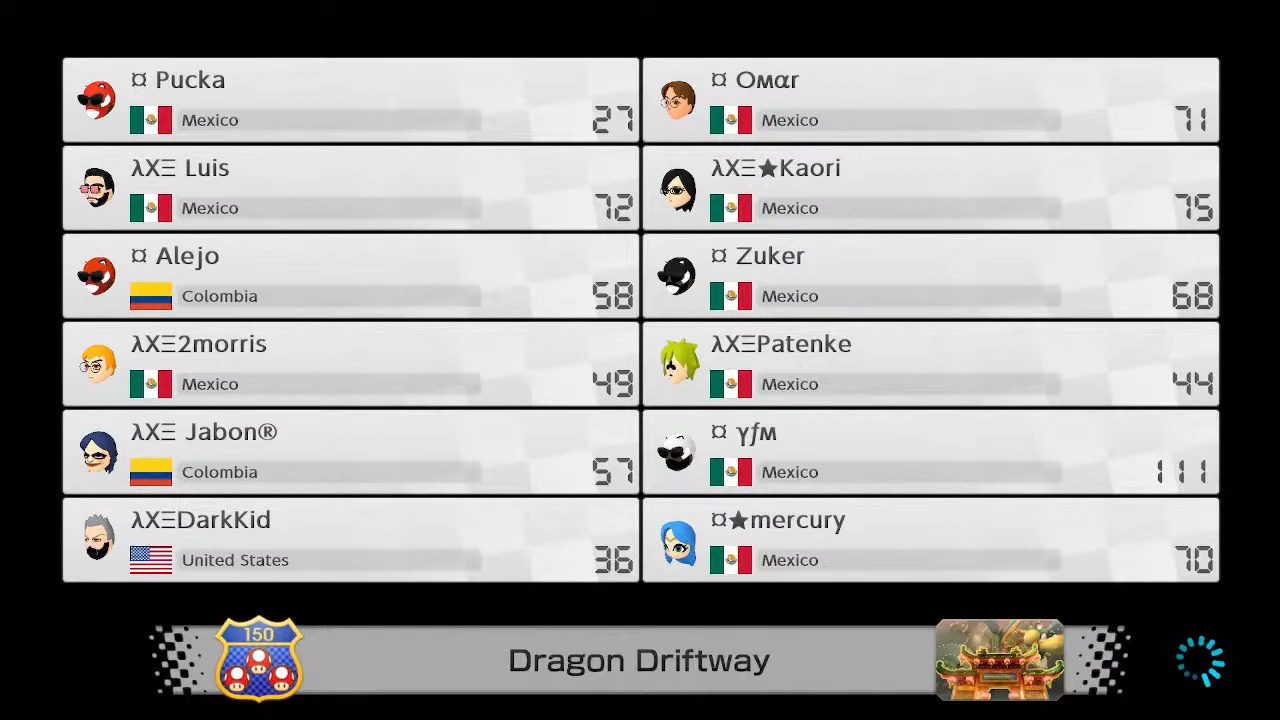 ¤ Pucka
Mexico
27
¤ Oмαr
Mexico
71
λXΞ Luis
Mexico
72
λXΞ★Kaori
Mexico
75
¤ Alejo
Colombia
58
¤ Zuker
Mexico
68
λXΞ2morris
Mexico
49
λXΞPatenke
Mexico
44
λXΞ Jabon®
Colombia
57
¤ γƒм
Mexico
111
λXΞDarkKid
United States
36
¤★mercury
Mexico
70
150
Dragon Driftway